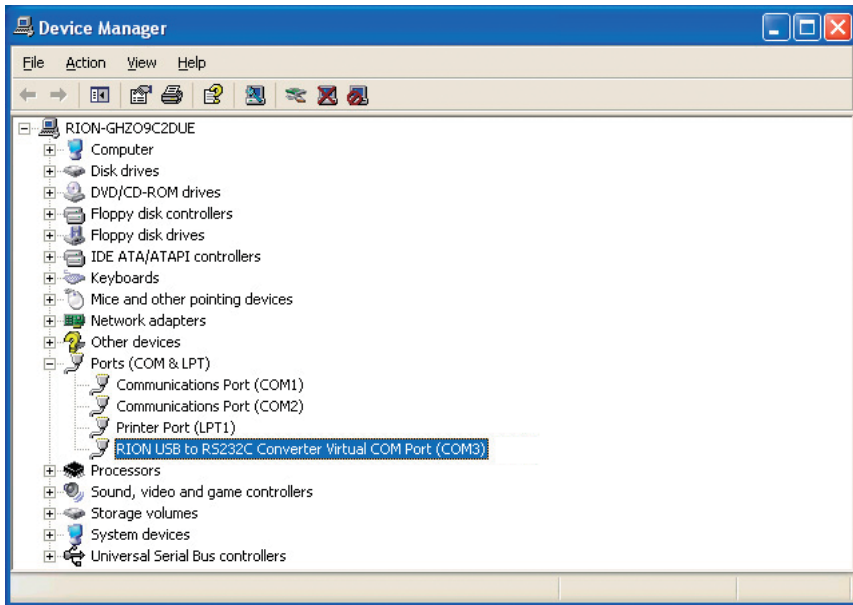 Device Manager
File Action View Help
RION-GHZO9C2DUE
Computer
Disk drives
DVD/CD-ROM drives
Floppy disk controllers
Floppy disk drives
IDE ATA/ATAPI controllers
Keyboards
Mice and other pointing devices
Network adapters
Other devices
Ports (COM & LPT)
Communications Port (COM1)
Communications Port (COM2)
Printer Port (LPT1)
RION USB to RS232C Converter Virtual COM Port (COM3)
Processors
Sound, video and game controllers
Storage volumes
System devices
Universal Serial Bus controllers